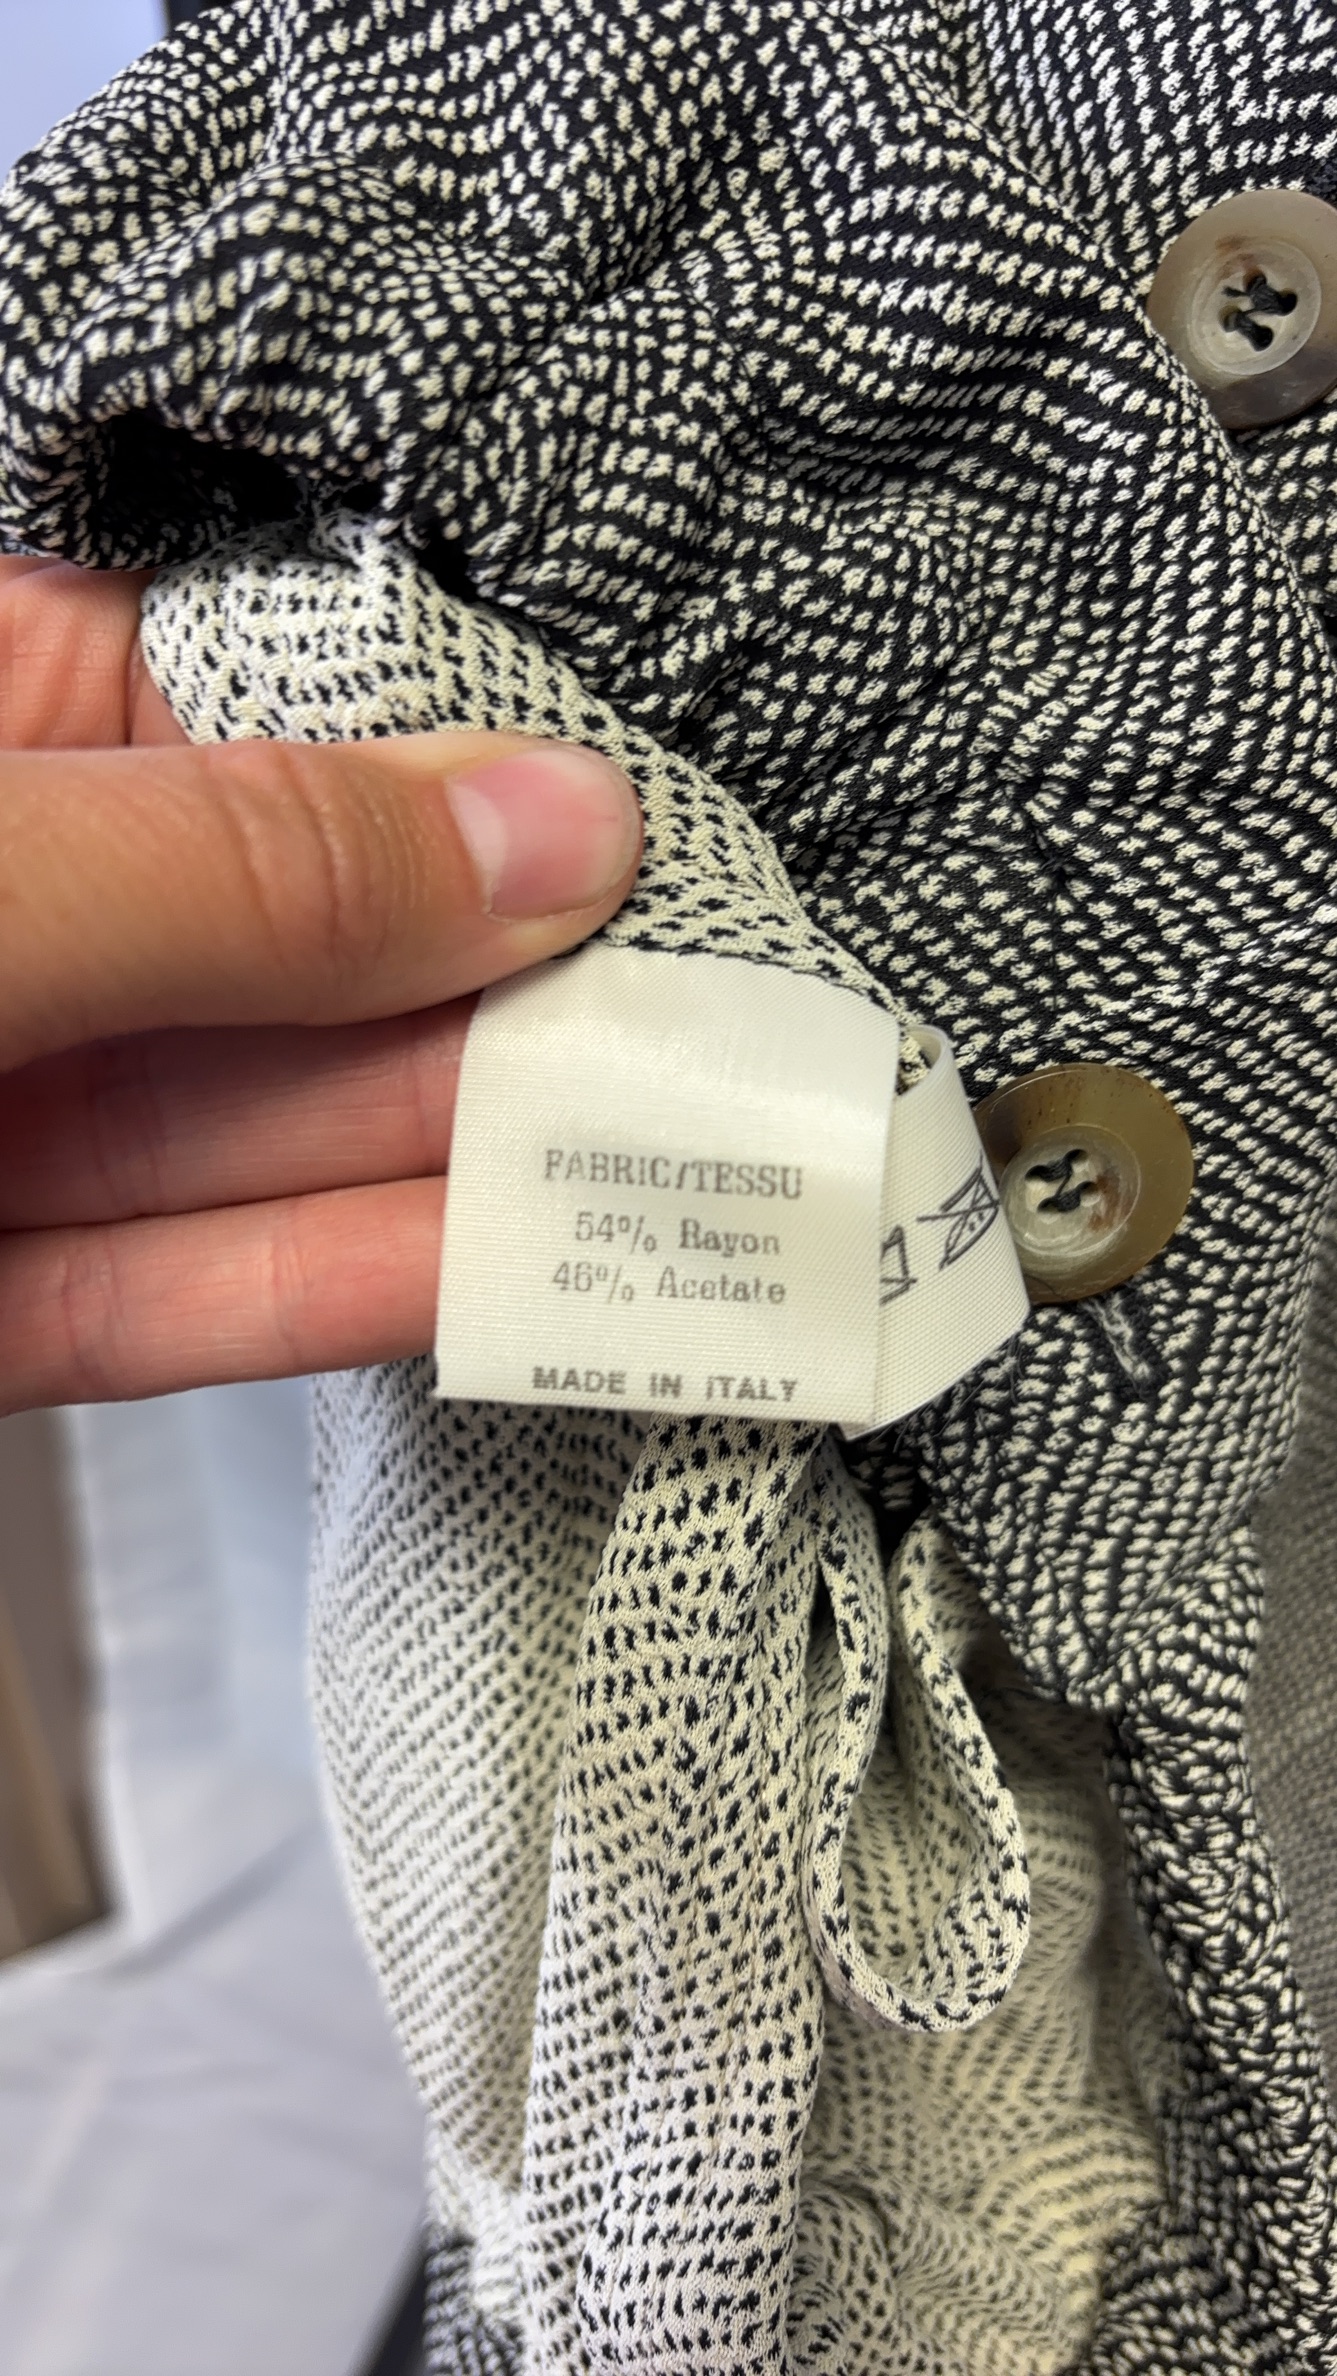 FABRIC/TESSU
54% Rayon
46% Acetate
MADE IN ITALY